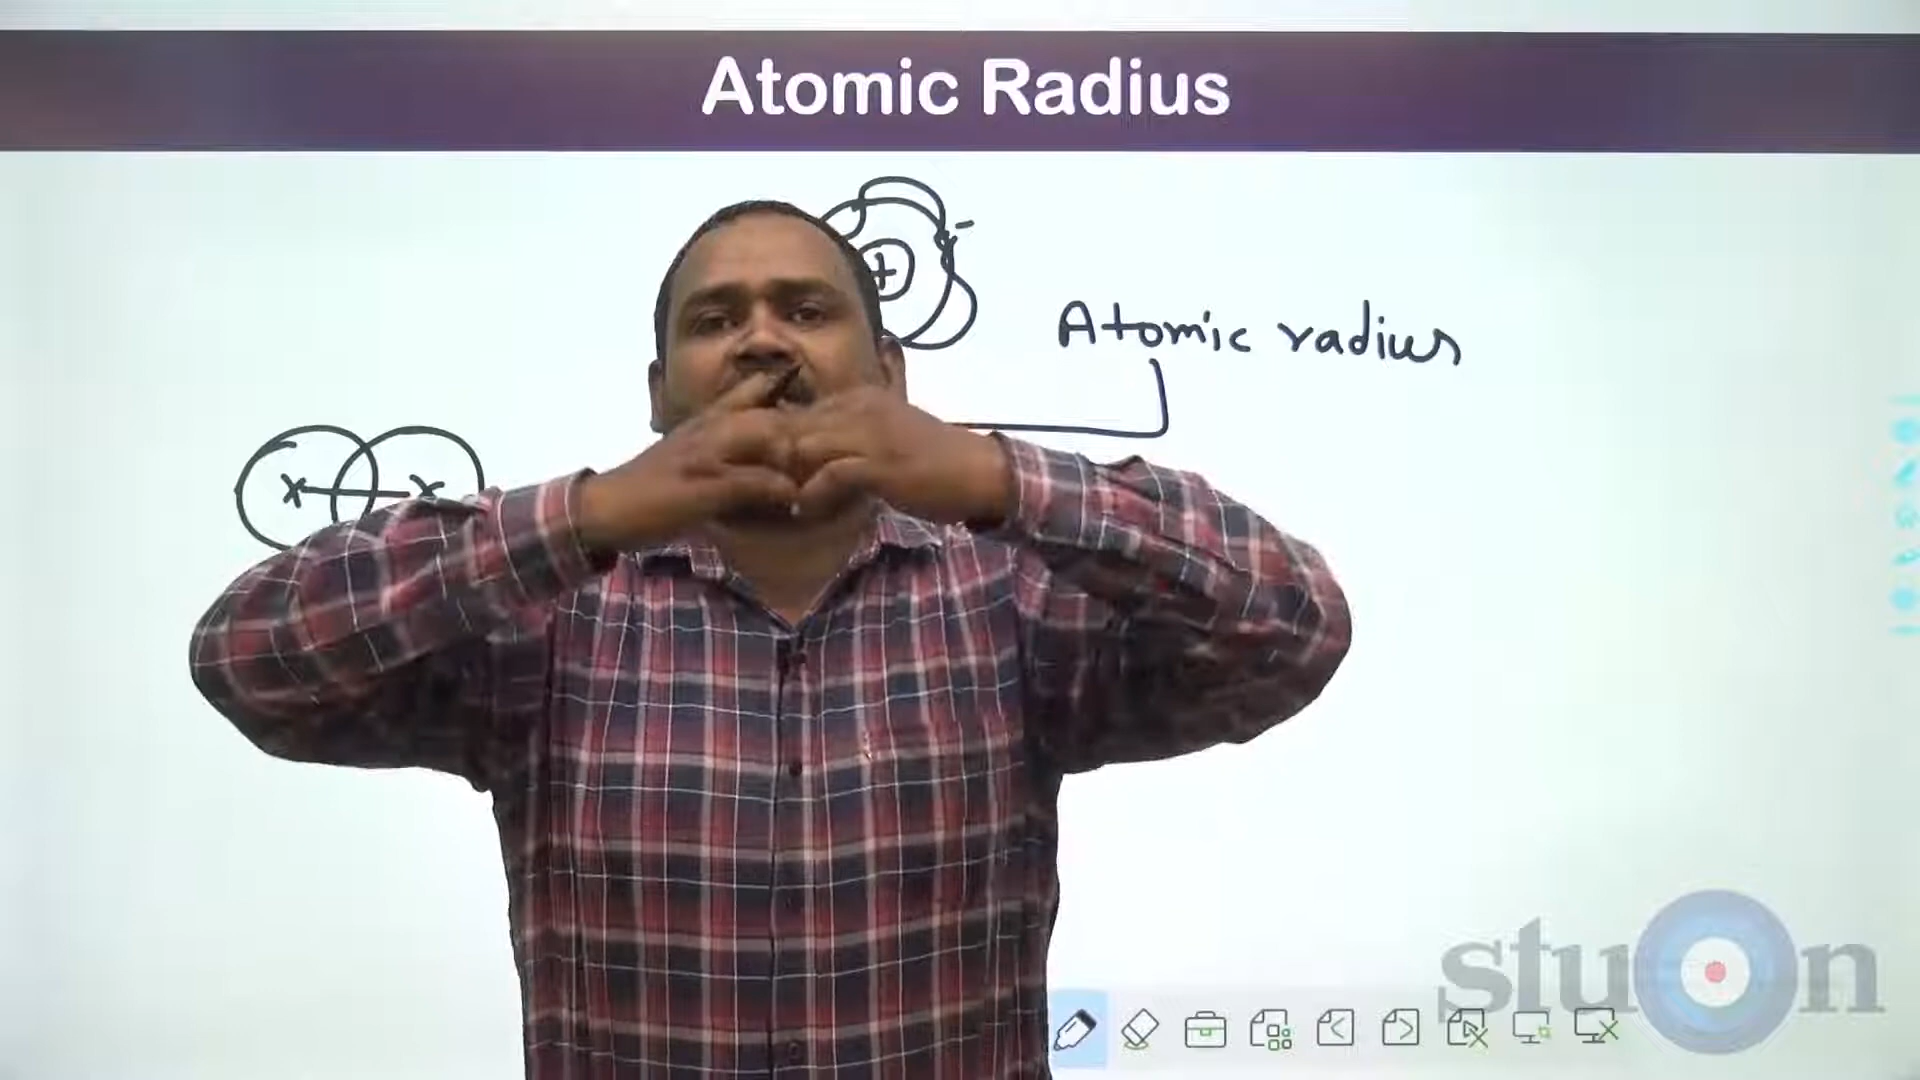 Atomic Radius
+
-
Atomic radius
x x
stuon